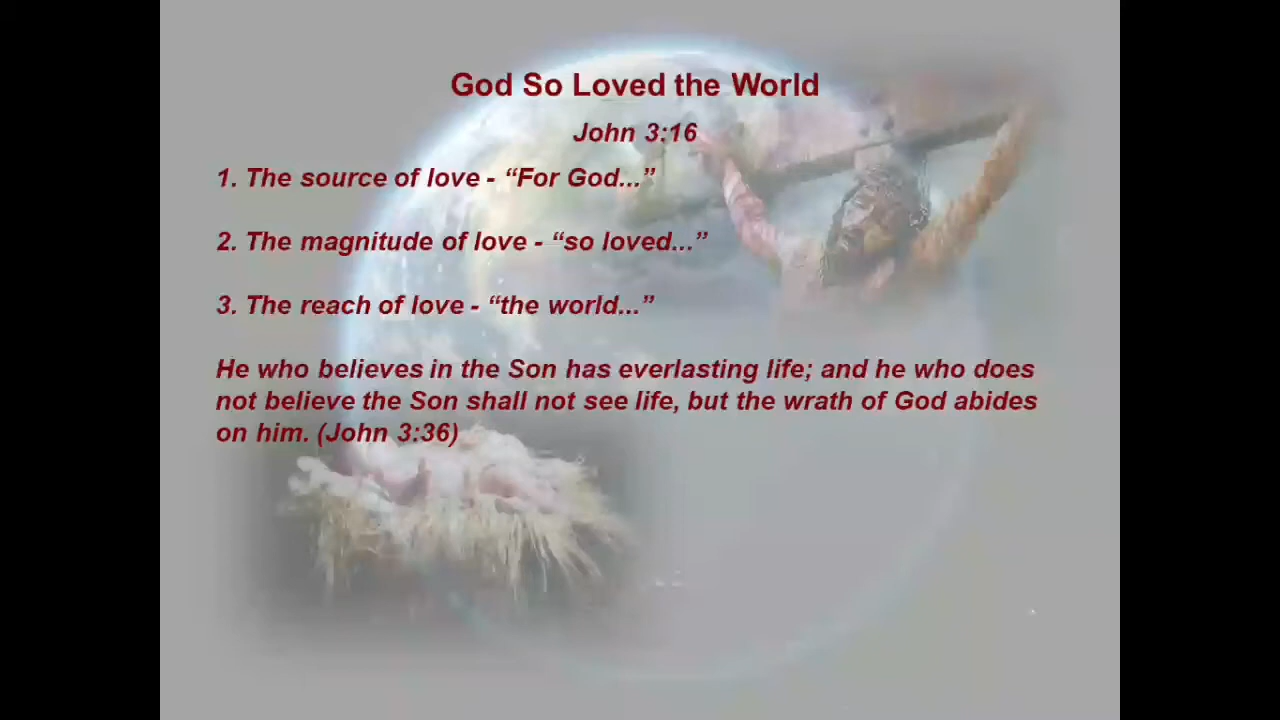 God So Loved the World
John 3:16
1. The source of love - “For God...”
2. The magnitude of love - “so loved...”
3. The reach of love - “the world...”
He who believes in the Son has everlasting life; and he who does
not believe the Son shall not see life, but the wrath of God abides
on him. (John 3:36)